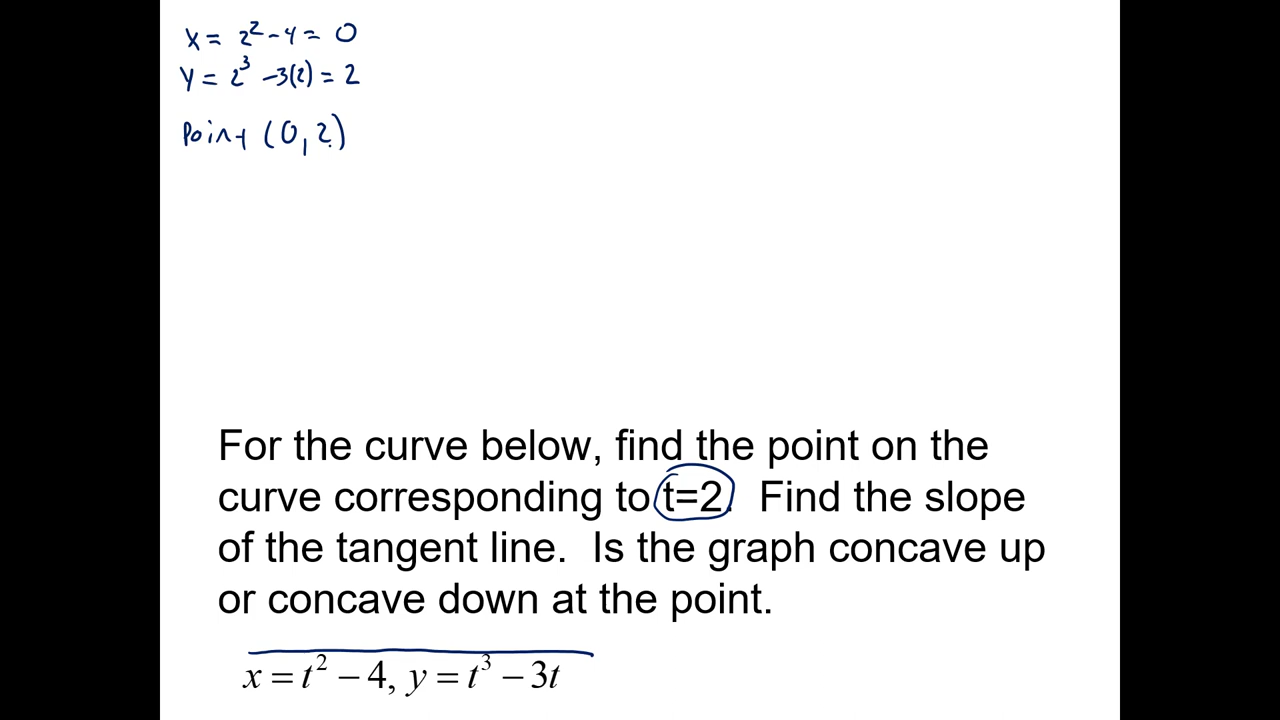 x = 2² - 4 = 0
y = 2³ - 3(2) = 2
Point (0, 2)
For the curve below, find the point on the
curve corresponding to t=2. Find the slope
of the tangent line. Is the graph concave up
or concave down at the point.
x = t² − 4, y = t³ − 3t